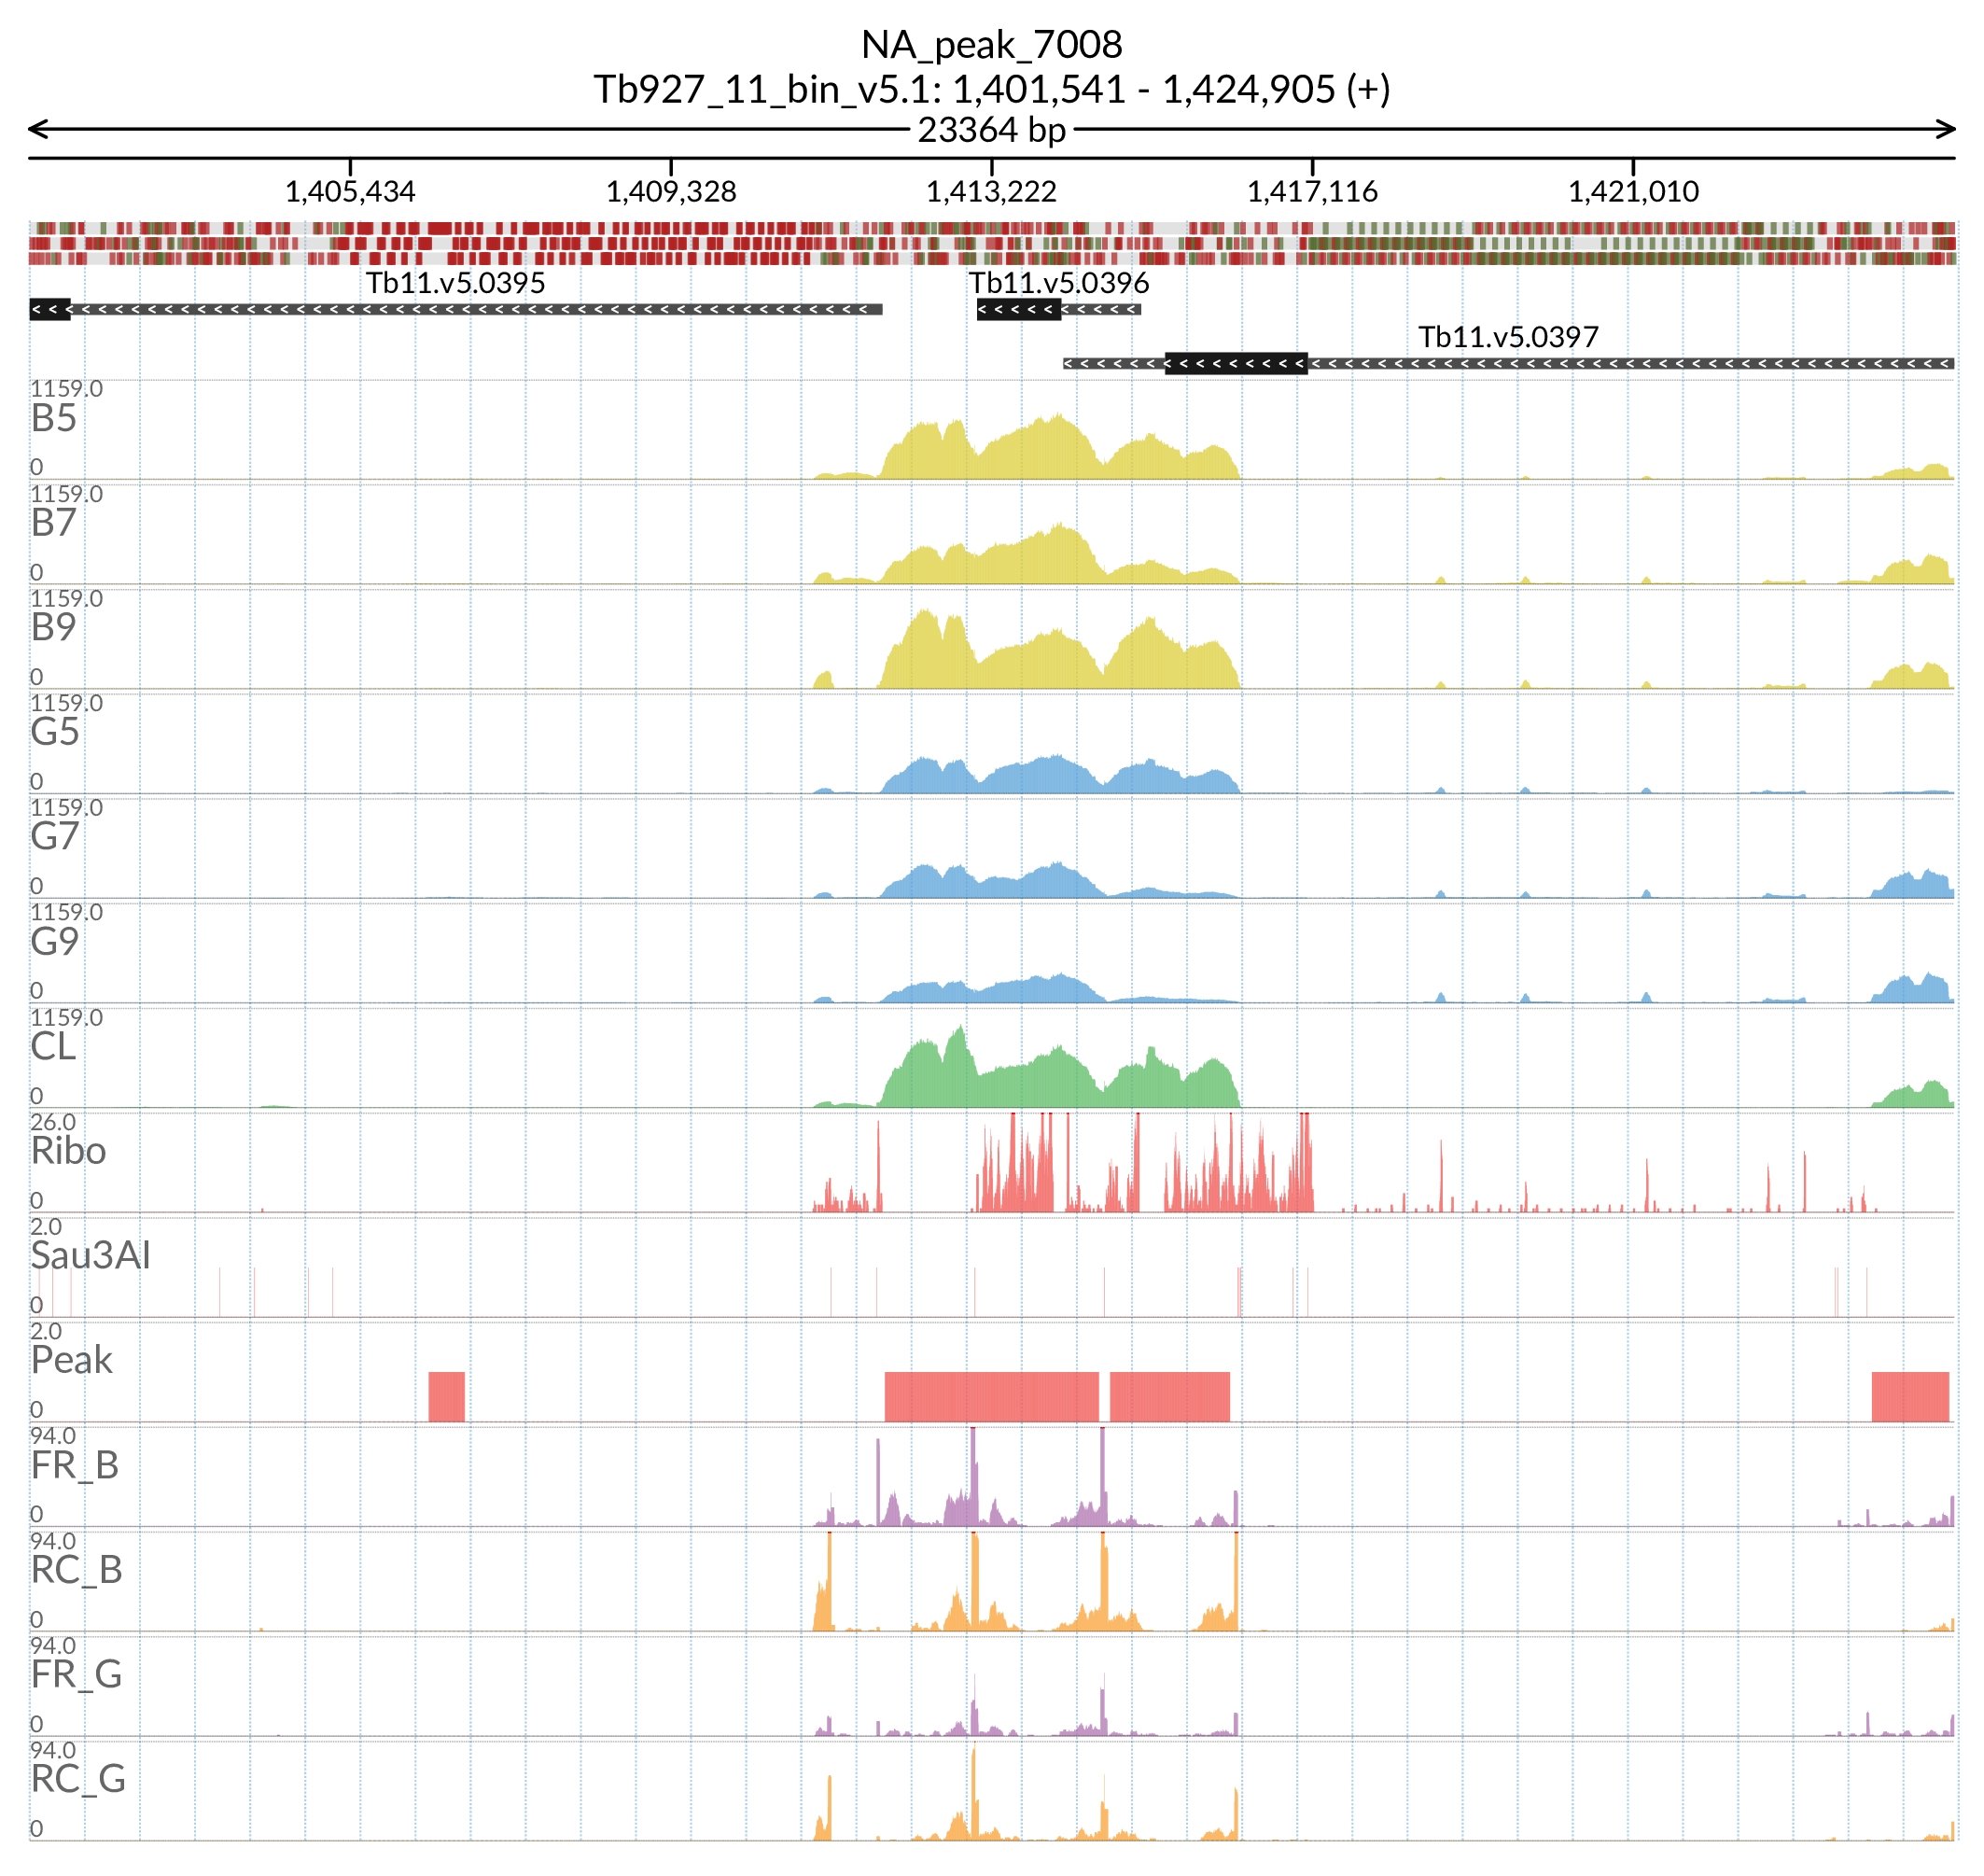 NA_peak_7008
Tb927_11_bin_v5.1: 1,401,541 - 1,424,905 (+)
23364 bp
1,405,434 1,409,328 1,413,222 1,417,116 1,421,010
Tb11.v5.0395 Tb11.v5.0396
Tb11.v5.0397
1159.0
B5
0
1159.0
B7
0
1159.0
B9
0
1159.0
G5
0
1159.0
G7
0
1159.0
G9
0
1159.0
CL
0
26.0
Ribo
0
2.0
Sau3AI
0
2.0
Peak
0
94.0
FR_B
0
94.0
RC_B
0
94.0
FR_G
0
94.0
RC_G
0